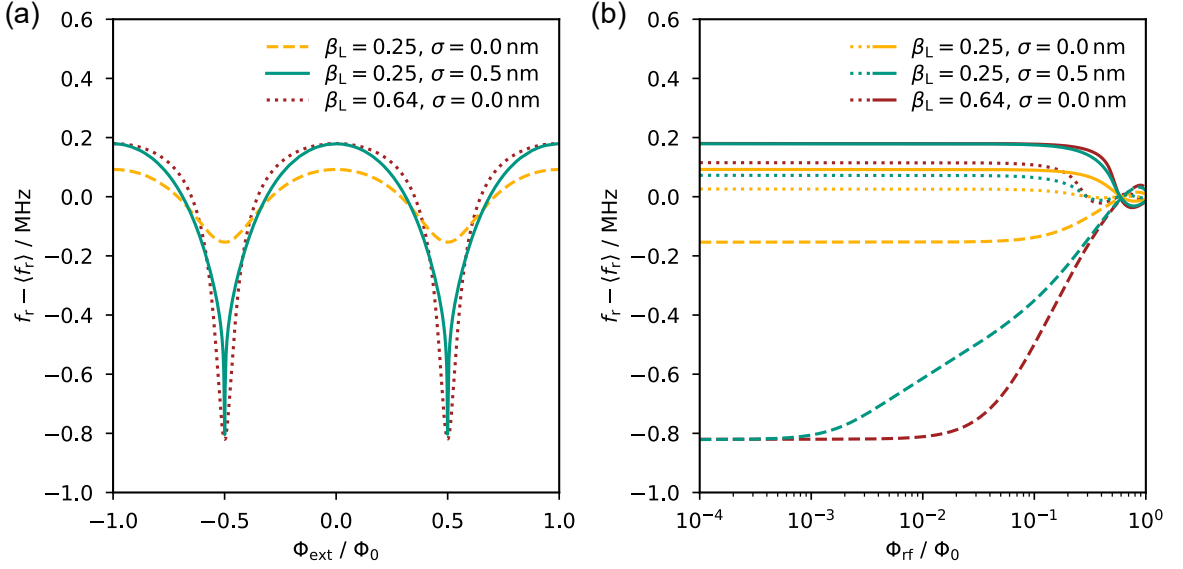 (a)
β_L = 0.25, σ = 0.0 nm
β_L = 0.25, σ = 0.5 nm
β_L = 0.64, σ = 0.0 nm
0.6
0.4
0.2
0.0
−0.2
−0.4
−0.6
−0.8
−1.0
f_r − ⟨f_r⟩ / MHz
−1.0 −0.5 0.0 0.5 1.0
Φ_ext / Φ_0
(b)
β_L = 0.25, σ = 0.0 nm
β_L = 0.25, σ = 0.5 nm
β_L = 0.64, σ = 0.0 nm
0.6
0.4
0.2
0.0
−0.2
−0.4
−0.6
−0.8
−1.0
f_r − ⟨f_r⟩ / MHz
10⁻⁴ 10⁻³ 10⁻² 10⁻¹ 10⁰
Φ_rf / Φ_0